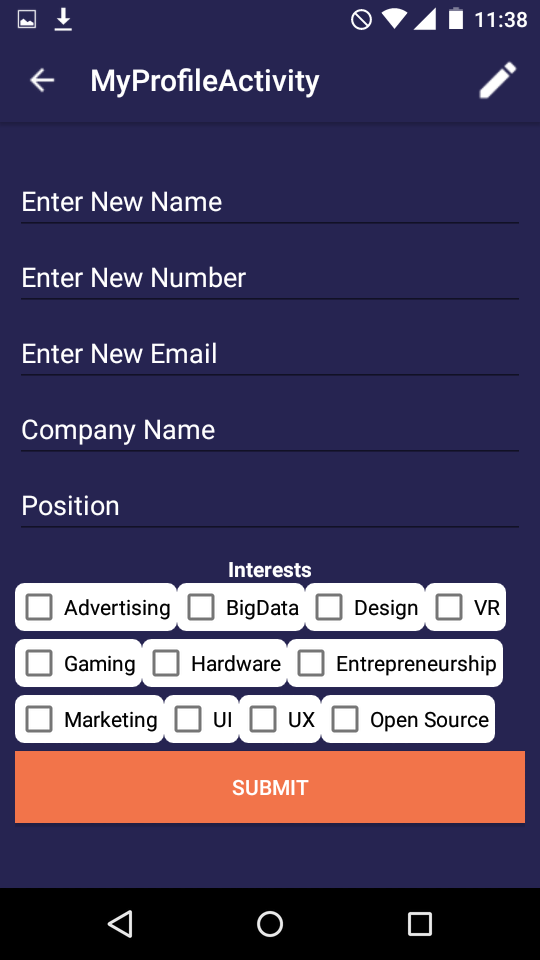 11:38
MyProfileActivity
Enter New Name
Enter New Number
Enter New Email
Company Name
Position
Interests
Advertising BigData Design VR
Gaming Hardware Entrepreneurship
Marketing UI UX Open Source
SUBMIT